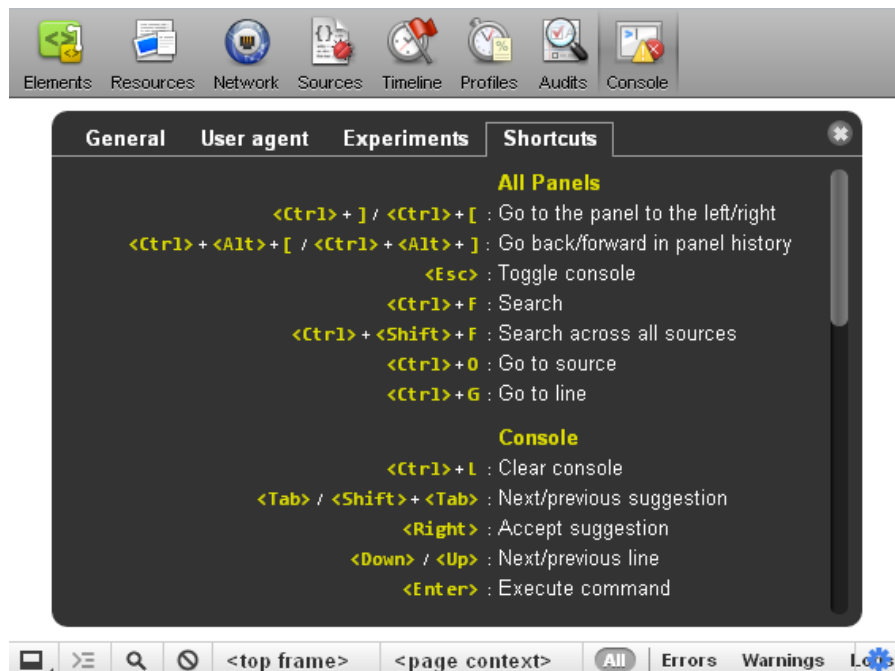 Elements Resources Network Sources Timeline Profiles Audits Console
General User agent Experiments Shortcuts
All Panels
<Ctrl> + ] / <Ctrl> + [ : Go to the panel to the left/right
<Ctrl> + <Alt> + [ / <Ctrl> + <Alt> + ] : Go back/forward in panel history
<Esc> : Toggle console
<Ctrl> + F : Search
<Ctrl> + <Shift> + F : Search across all sources
<Ctrl> + O : Go to source
<Ctrl> + G : Go to line
Console
<Ctrl> + L : Clear console
<Tab> / <Shift> + <Tab> : Next/previous suggestion
<Right> : Accept suggestion
<Down> / <Up> : Next/previous line
<Enter> : Execute command
<top frame> <page context> All Errors Warnings